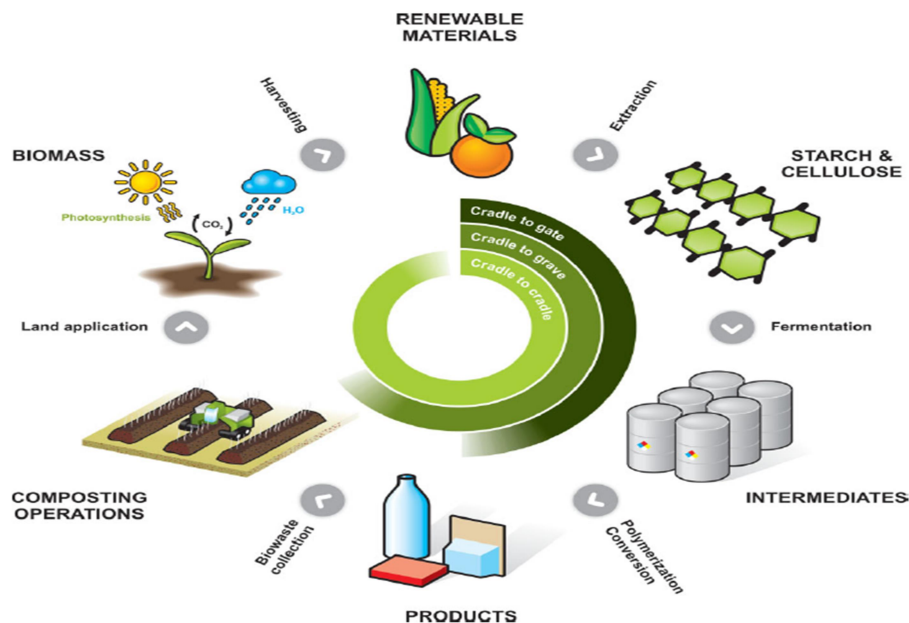 RENEWABLE
MATERIALS
Harvesting
Extraction
BIOMASS
STARCH &
CELLULOSE
Photosynthesis
CO₂
H₂O
Cradle to gate
Cradle to grave
Cradle to cradle
Land application
Fermentation
COMPOSTING
OPERATIONS
INTERMEDIATES
Biowaste
collection
Polymerization
Conversion
PRODUCTS